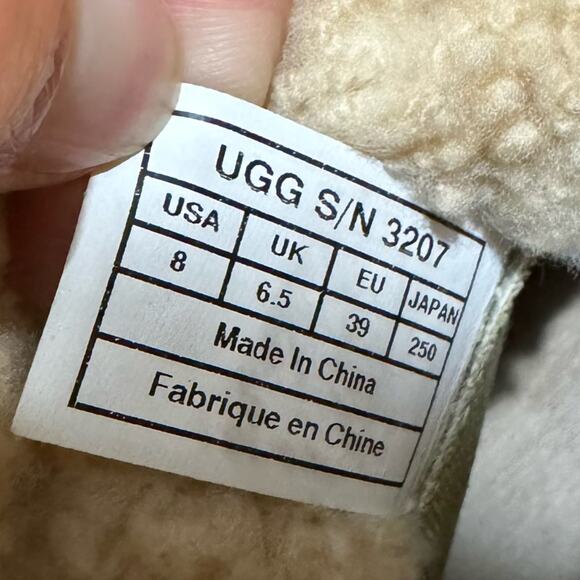 UGG S/N 3207
USA UK EU JAPAN
8 6.5 39 250
Made In China
Fabrique en Chine